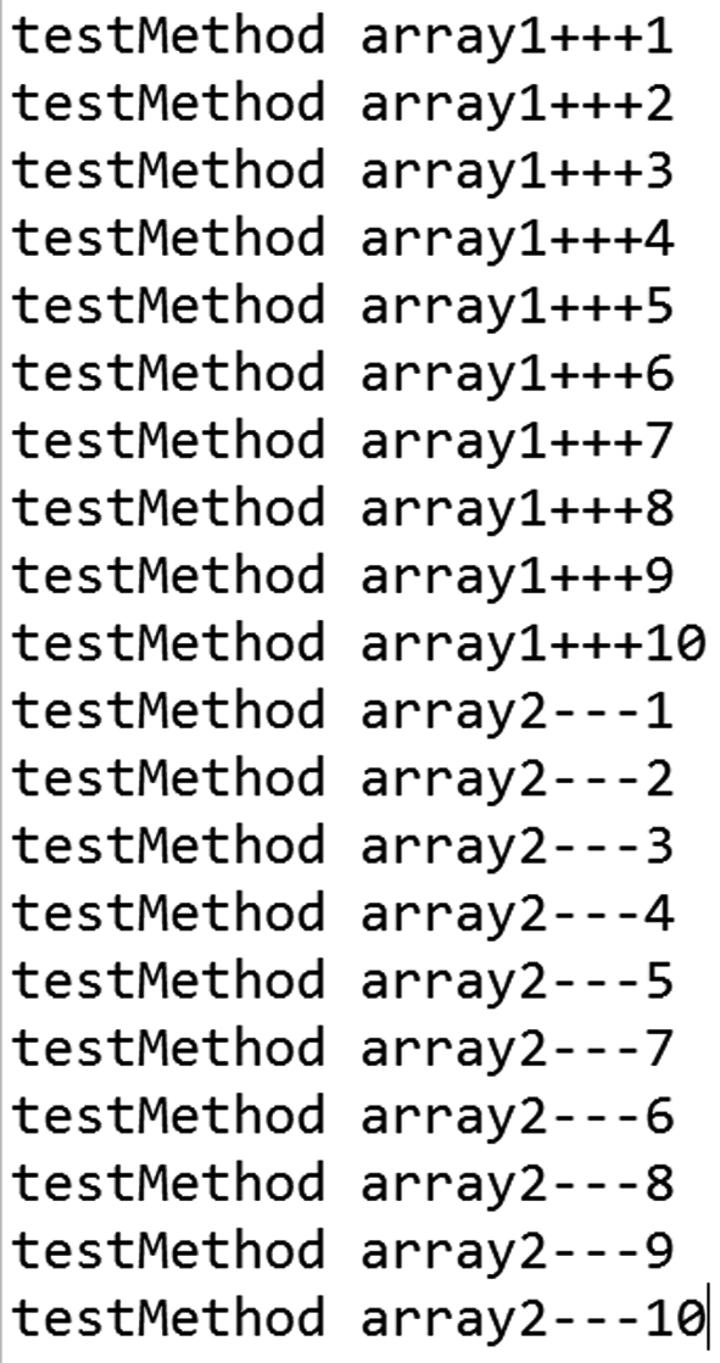 testMethod array1+++1
testMethod array1+++2
testMethod array1+++3
testMethod array1+++4
testMethod array1+++5
testMethod array1+++6
testMethod array1+++7
testMethod array1+++8
testMethod array1+++9
testMethod array1+++10
testMethod array2---1
testMethod array2---2
testMethod array2---3
testMethod array2---4
testMethod array2---5
testMethod array2---7
testMethod array2---6
testMethod array2---8
testMethod array2---9
testMethod array2---10